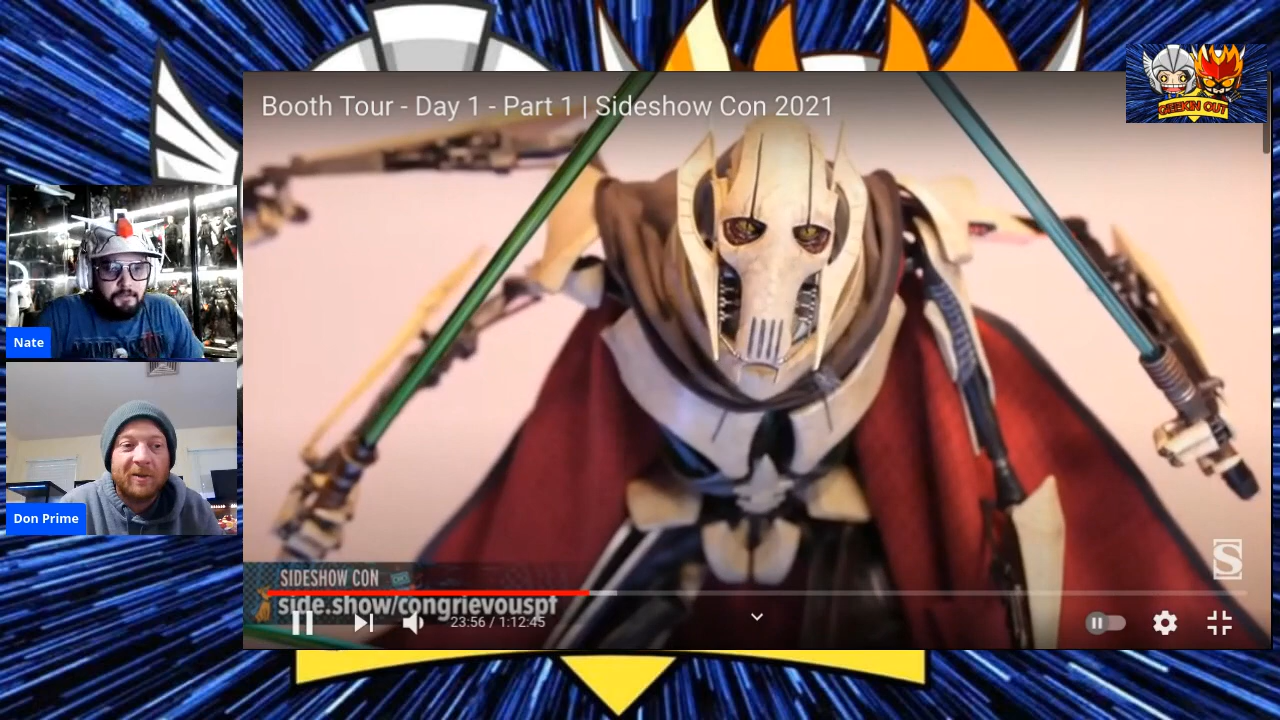 Booth Tour - Day 1 - Part 1 | Sideshow Con 2021
GEEKIN OUT
Nate
Don Prime
SIDESHOW CON
side.show/congrievouspf
23:56 / 1:12:45
S